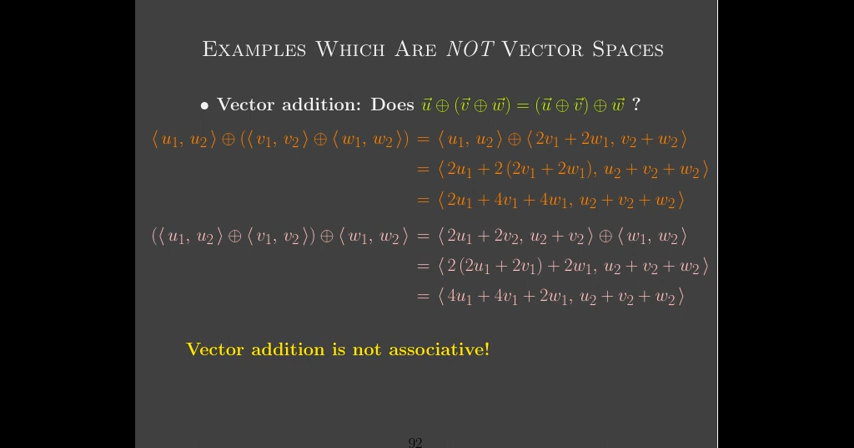 Examples Which Are NOT Vector Spaces
• Vector addition: Does u⃗ ⊕ (v⃗ ⊕ w⃗) = (u⃗ ⊕ v⃗) ⊕ w⃗ ?
⟨u₁, u₂⟩ ⊕ (⟨v₁, v₂⟩ ⊕ ⟨w₁, w₂⟩) = ⟨u₁, u₂⟩ ⊕ ⟨2v₁ + 2w₁, v₂ + w₂⟩
= ⟨2u₁ + 2(2v₁ + 2w₁), u₂ + v₂ + w₂⟩
= ⟨2u₁ + 4v₁ + 4w₁, u₂ + v₂ + w₂⟩
(⟨u₁, u₂⟩ ⊕ ⟨v₁, v₂⟩) ⊕ ⟨w₁, w₂⟩ = ⟨2u₁ + 2v₂, u₂ + v₂⟩ ⊕ ⟨w₁, w₂⟩
= ⟨2(2u₁ + 2v₁) + 2w₁, u₂ + v₂ + w₂⟩
= ⟨4u₁ + 4v₁ + 2w₁, u₂ + v₂ + w₂⟩
Vector addition is not associative!
92